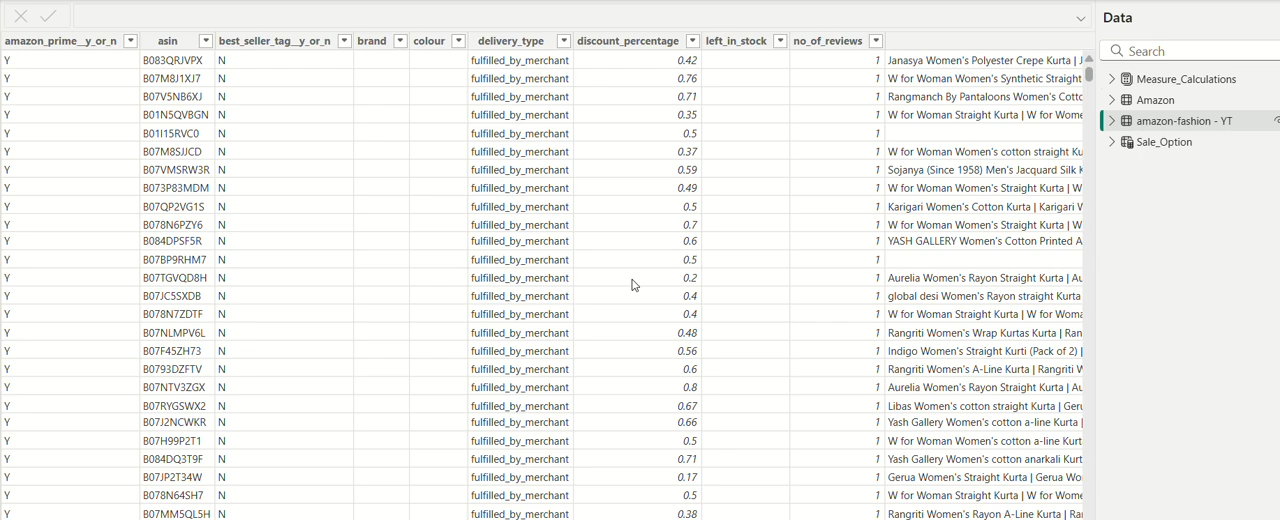 amazon_prime__y_or_n asin best_seller_tag__y_or_n brand colour delivery_type discount_percentage left_in_stock no_of_reviews
Y B083QRJVPX N fulfilled_by_merchant 0.42 1 Janasya Women's Polyester Crepe Kurta | J
Y B07M8J1XJ7 N fulfilled_by_merchant 0.76 1 W for Woman Women's Synthetic Straight
Y B07V5NB6XJ N fulfilled_by_merchant 0.71 1 Rangmanch By Pantaloons Women's Cotto
Y B01N5QVBGN N fulfilled_by_merchant 0.35 1 W for Woman Straight Kurta | W for Wome
Y B01I15RVC0 N fulfilled_by_merchant 0.5 1
Y B07M8SJJCD N fulfilled_by_merchant 0.37 1 W for Woman Women's cotton straight Ku
Y B07VMSRW3R N fulfilled_by_merchant 0.59 1 Sojanya (Since 1958) Men's Jacquard Silk K
Y B073P83MDM N fulfilled_by_merchant 0.49 1 W for Woman Women's Straight Kurta | W
Y B07QP2VG1S N fulfilled_by_merchant 0.5 1 Karigari Women's Cotton Kurta | Karigari W
Y B078N6PZY6 N fulfilled_by_merchant 0.7 1 W for Woman Women's Straight Kurta | W
Y B084DPSF5R N fulfilled_by_merchant 0.6 1 YASH GALLERY Women's Cotton Printed A
Y B07BP9RHM7 N fulfilled_by_merchant 0.5 1
Y B07TGVQD8H N fulfilled_by_merchant 0.2 1 Aurelia Women's Rayon Straight Kurta | Au
Y B07JC5SXDB N fulfilled_by_merchant 0.4 1 global desi Women's Rayon straight Kurta
Y B078N7ZDTF N fulfilled_by_merchant 0.4 1 W for Woman Straight Kurta | W for Woma
Y B07NLMPV6L N fulfilled_by_merchant 0.48 1 Rangriti Women's Wrap Kurtas Kurta | Ran
Y B07F45ZH73 N fulfilled_by_merchant 0.56 1 Indigo Women's Straight Kurti (Pack of 2) |
Y B0793DZFTV N fulfilled_by_merchant 0.6 1 Rangriti Women's A-Line Kurta | Rangriti W
Y B07NTV3ZGX N fulfilled_by_merchant 0.8 1 Aurelia Women's Rayon Straight Kurta | Au
Y B07RYGSWX2 N fulfilled_by_merchant 0.67 1 Libas Women's cotton straight Kurta | Geru
Y B07J2NCWKR N fulfilled_by_merchant 0.66 1 Yash Gallery Women's cotton a-line Kurta |
Y B07H99P2T1 N fulfilled_by_merchant 0.5 1 W for Woman Women's cotton a-line Kurt
Y B084DQ3T9F N fulfilled_by_merchant 0.71 1 Yash Gallery Women's cotton anarkali Kurt
Y B07JP2T34W N fulfilled_by_merchant 0.17 1 Gerua Women's Straight Kurta | Gerua Wo
Y B078N64SH7 N fulfilled_by_merchant 0.5 1 W for Woman Straight Kurta | W for Wome
Y B07MM5QL5H N fulfilled_by_merchant 0.38 1 Rangriti Women's Rayon A-Line Kurta | Ra
Data
Search
Measure_Calculations
Amazon
amazon-fashion - YT
Sale_Option